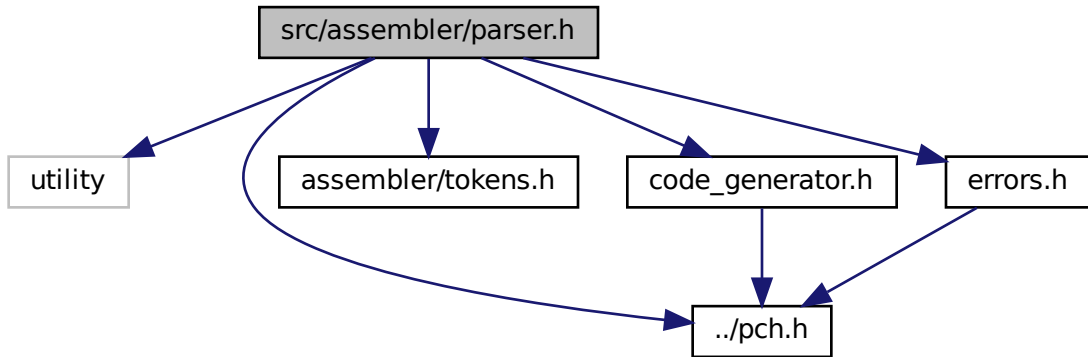 src/assembler/parser.h
utility
assembler/tokens.h
code_generator.h
errors.h
../pch.h